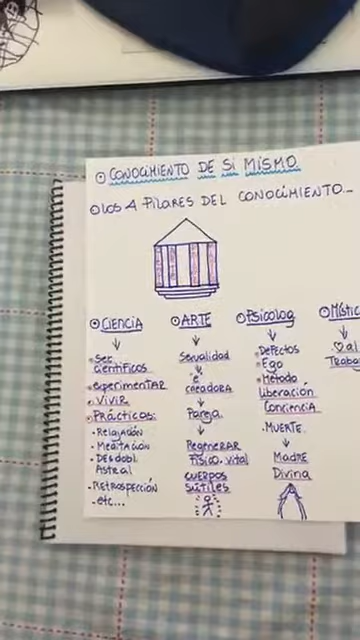 CONOCIMIENTO DE SÍ MISMO
LOS 4 PILARES DEL CONOCIMIENTO...
CIENCIA
Ser
científicos
experimentar
VIVIR
PRÁCTICAS:
- Relajación
- Meditación
- Desdobl.
Astral
- Retrospección
- etc...
ARTE
Sexualidad
creadora
Pareja
Regenerar
Físico. vital
CUERPOS
SUTILES
Psicolog
Defectos
Ego
Método
Liberación
Conciencia
MUERTE
MADRE
Divina
Místic
al
Traba